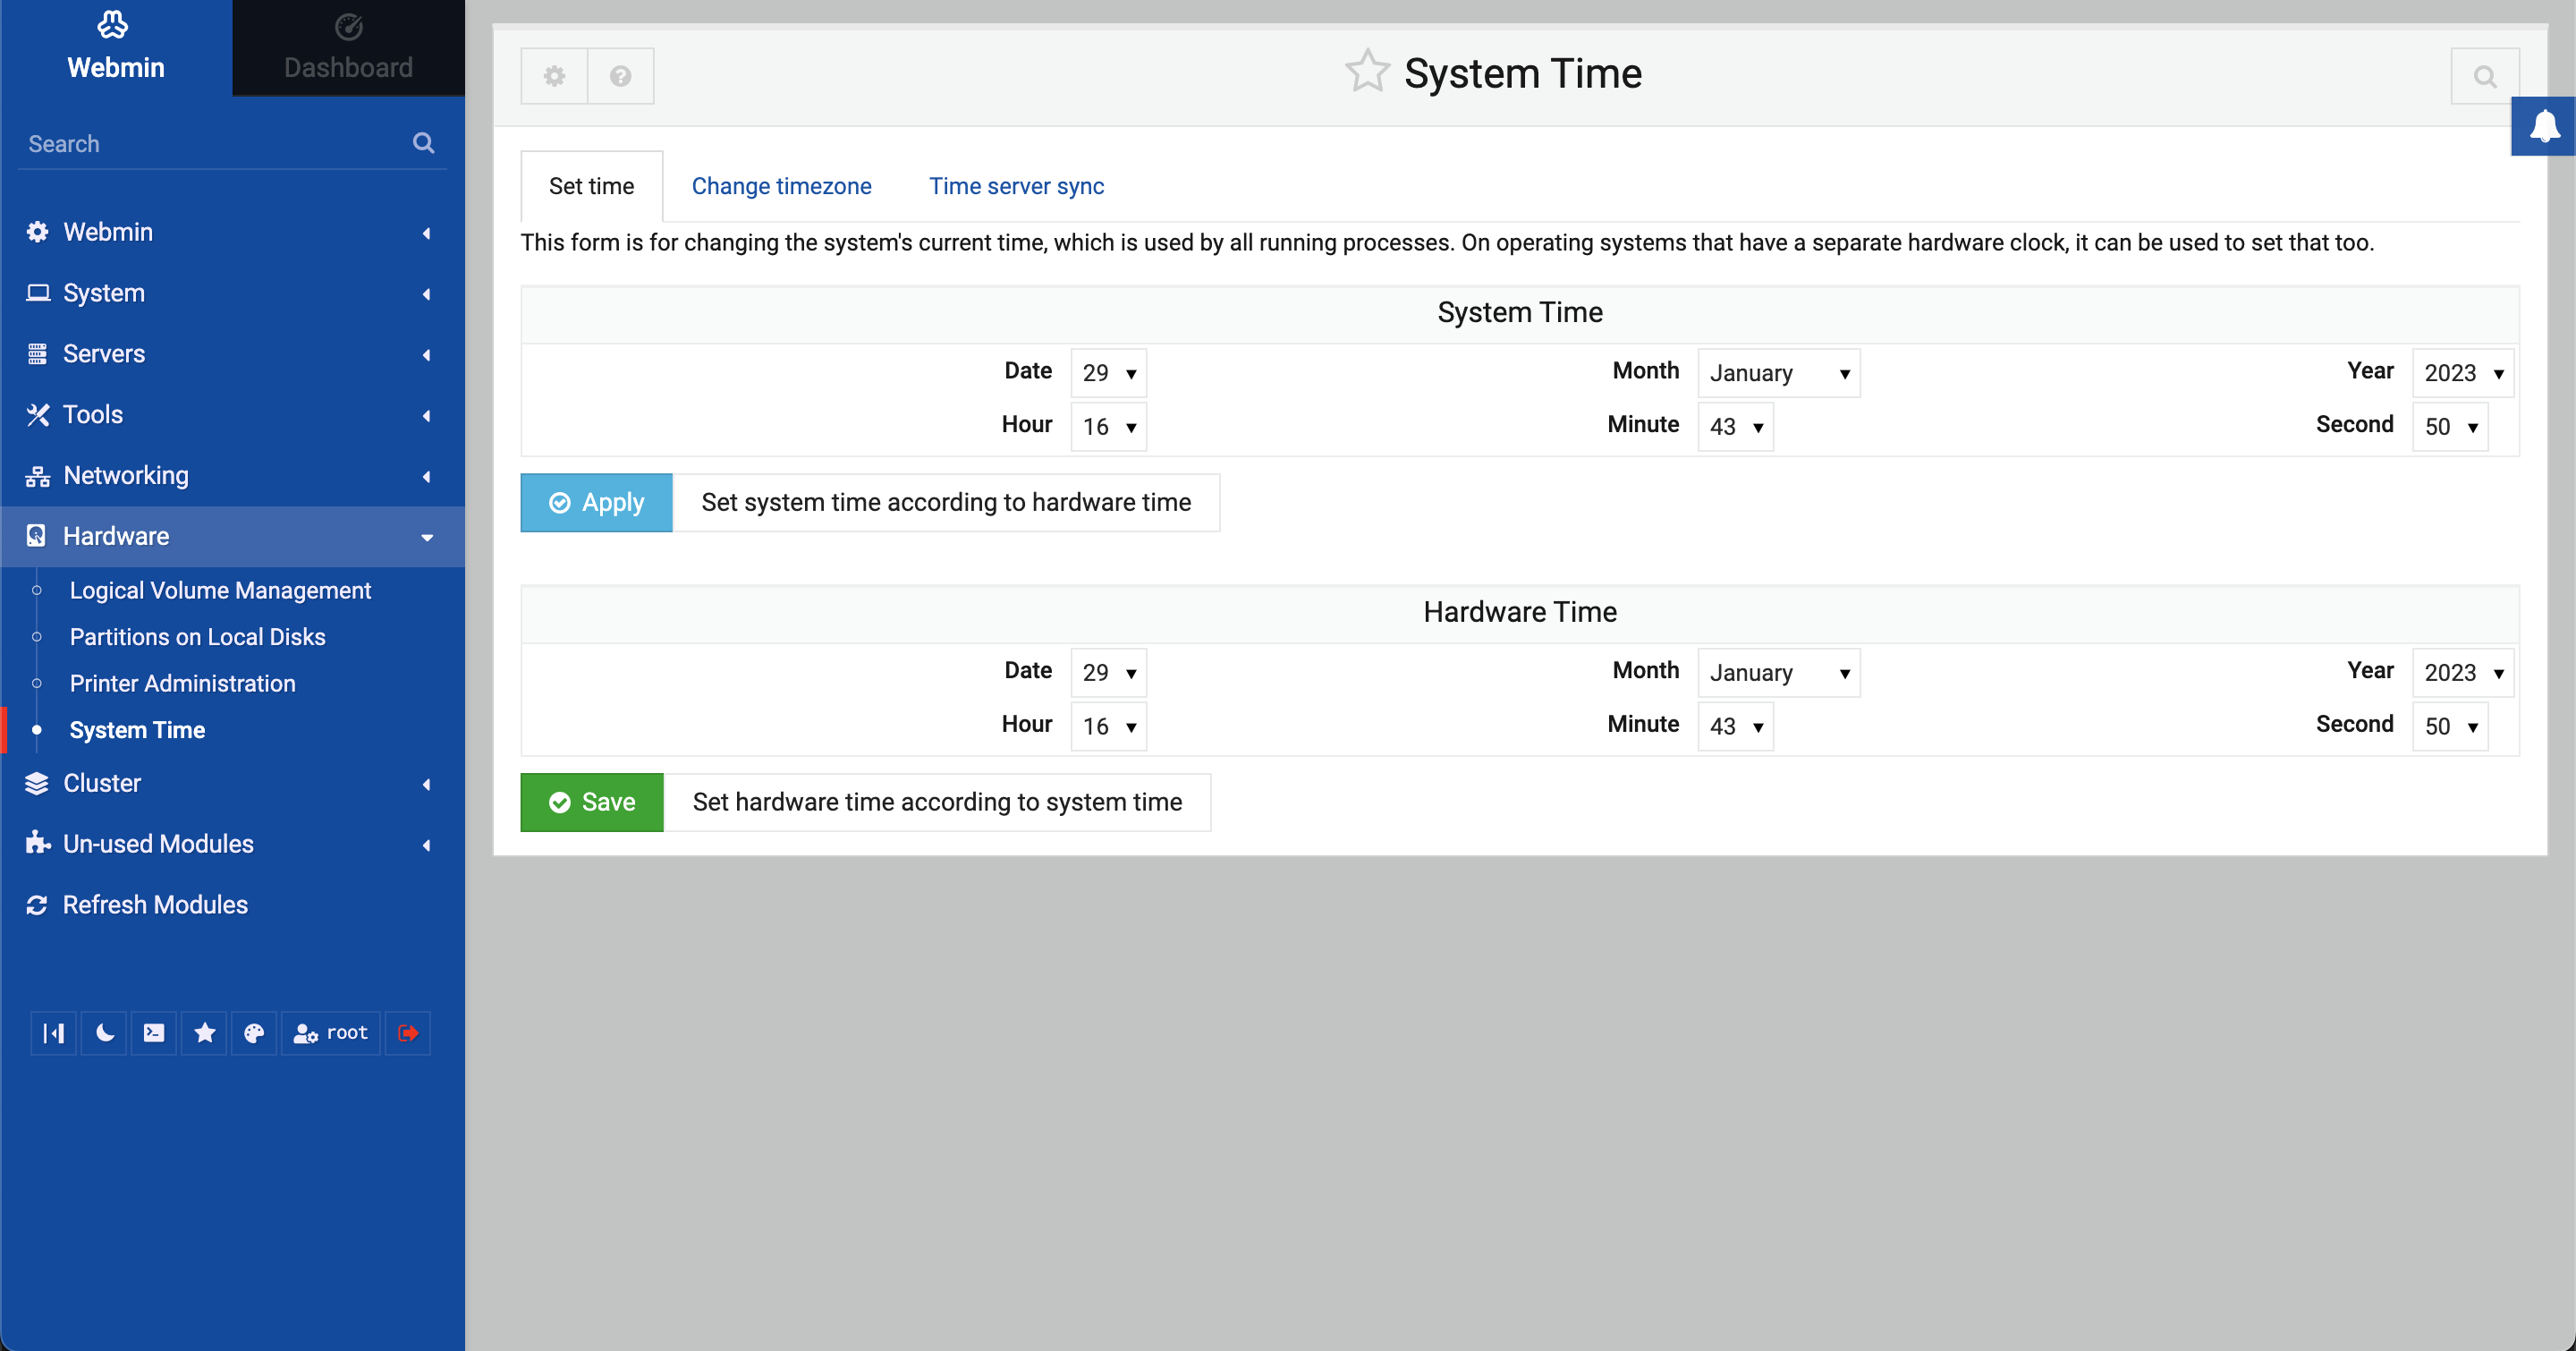 Webmin
Dashboard
Search
Webmin
System
Servers
Tools
Networking
Hardware
Logical Volume Management
Partitions on Local Disks
Printer Administration
System Time
Cluster
Un-used Modules
Refresh Modules
root
System Time
Set time Change timezone Time server sync
This form is for changing the system's current time, which is used by all running processes. On operating systems that have a separate hardware clock, it can be used to set that too.
System Time
Date 29 Month January Year 2023
Hour 16 Minute 43 Second 50
Apply Set system time according to hardware time
Hardware Time
Date 29 Month January Year 2023
Hour 16 Minute 43 Second 50
Save Set hardware time according to system time